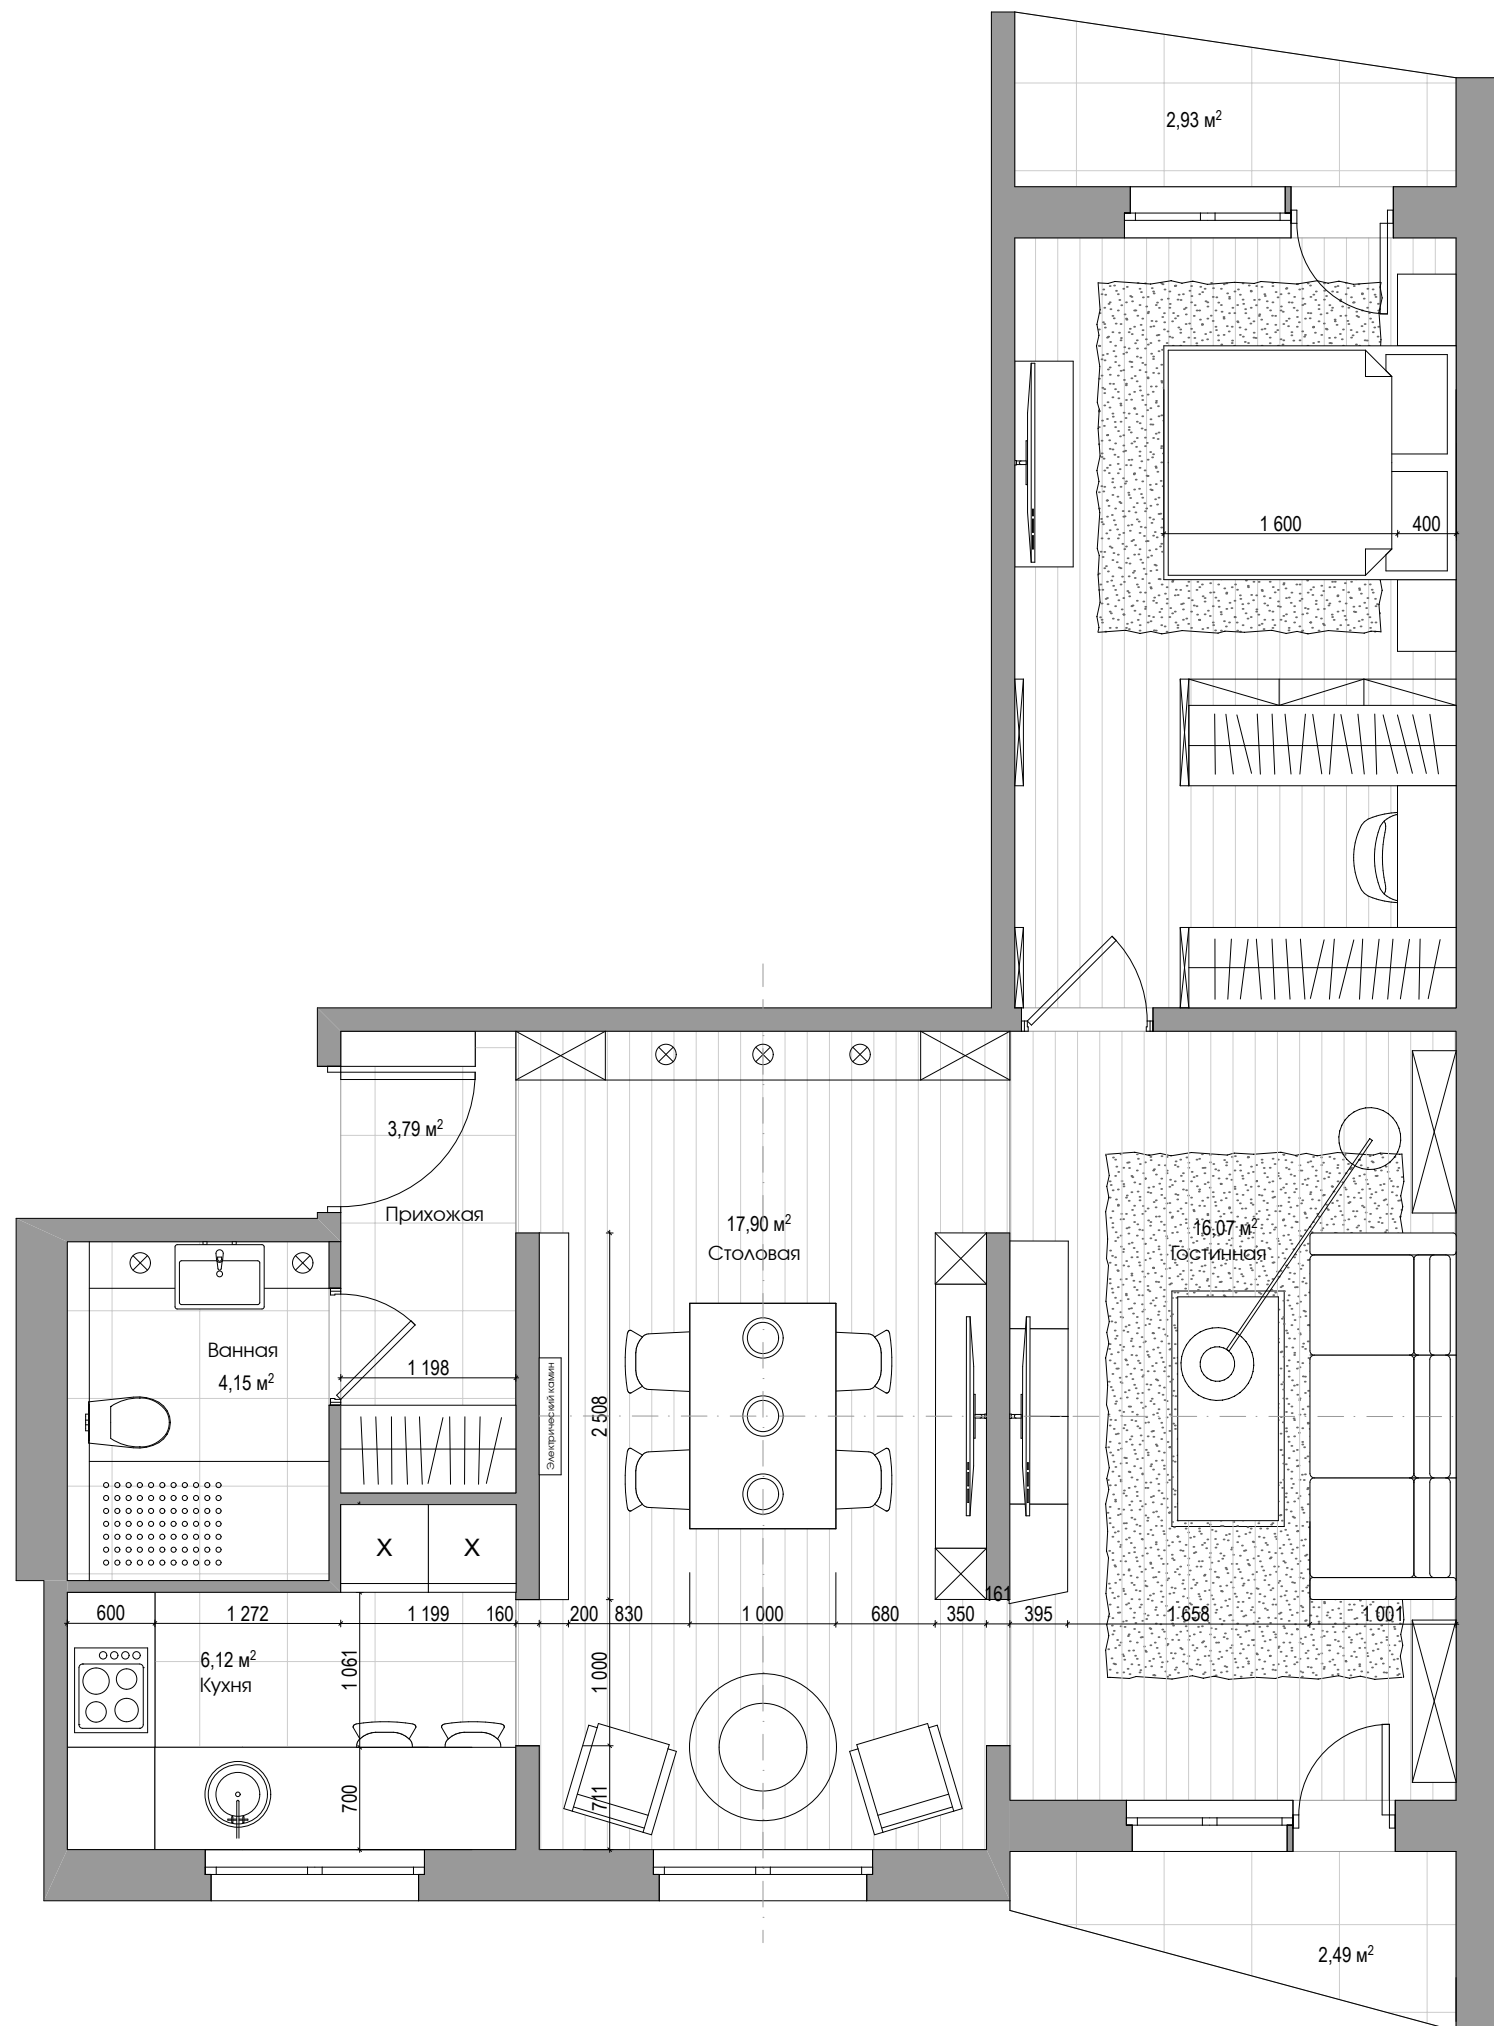 2,93 м²
1 600
400
3,79 м²
Прихожая
17,90 м²
Столовая
16,07 м²
Гостинная
Ванная
4,15 м²
1 198
Электрический камин
2 508
X
X
161
600
1 272
1 199
160
200
830
1 000
680
350
395
1 658
1 001
6,12 м²
Кухня
1 061
1 000
700
711
2,49 м²